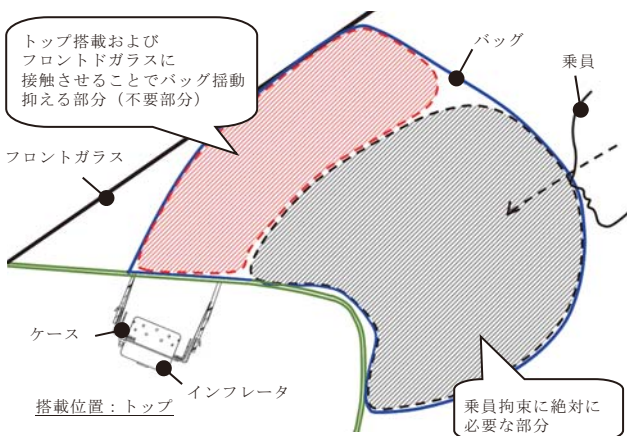 トップ搭載および
フロントドガラスに
接触させることでバッグ揺動
抑える部分（不要部分）
バッグ
乗員
フロントガラス
ケース
インフレータ
搭載位置：トップ
乗員拘束に絶対に
必要な部分